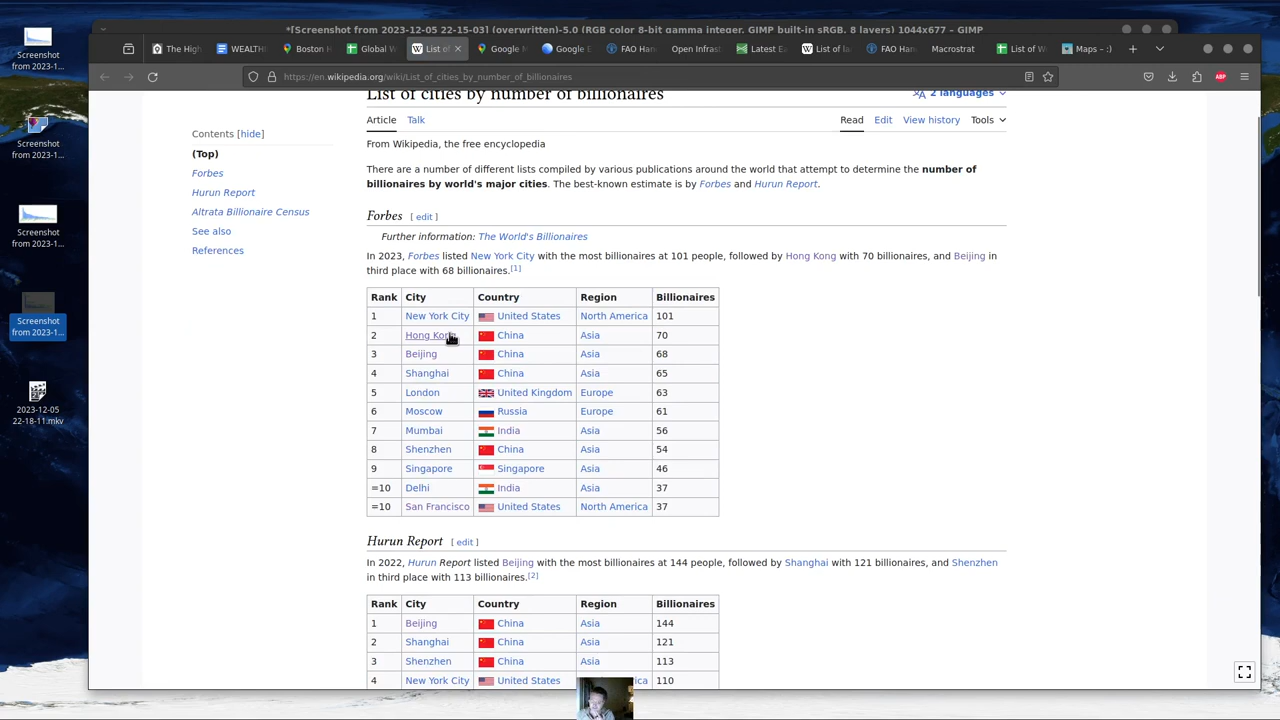 *[Screenshot from 2023-12-05 22-15-03] (overwritten)-5.0 (RGB color 8-bit gamma integer, GIMP built-in sRGB, 8 layers) 1044x677 – GIMP
The High
WEALTH
Boston H
Global W
List of
Google M
Google E
FAO Han
Open Infrast
Latest Ea
List of la
FAO Han
Macrostrat
List of W
Maps – :)
https://en.wikipedia.org/wiki/List_of_cities_by_number_of_billionaires
ABP
Screenshot
from 2023-1...
Screenshot
from 2023-1...
Screenshot
from 2023-1...
Screenshot
from 2023-1...
2023-12-05
22-18-11.mkv
List of cities by number of billionaires
2 languages
Article Talk Read Edit View history Tools
Contents [hide]
(Top)
Forbes
Hurun Report
Altrata Billionaire Census
See also
References
From Wikipedia, the free encyclopedia
There are a number of different lists compiled by various publications around the world that attempt to determine the number of
billionaires by world's major cities. The best-known estimate is by Forbes and Hurun Report.
Forbes [ edit ]
Further information: The World's Billionaires
In 2023, Forbes listed New York City with the most billionaires at 101 people, followed by Hong Kong with 70 billionaires, and Beijing in
third place with 68 billionaires.[1]
Rank City Country Region Billionaires
1 New York City United States North America 101
2 Hong Kong China Asia 70
3 Beijing China Asia 68
4 Shanghai China Asia 65
5 London United Kingdom Europe 63
6 Moscow Russia Europe 61
7 Mumbai India Asia 56
8 Shenzhen China Asia 54
9 Singapore Singapore Asia 46
=10 Delhi India Asia 37
=10 San Francisco United States North America 37
Hurun Report [ edit ]
In 2022, Hurun Report listed Beijing with the most billionaires at 144 people, followed by Shanghai with 121 billionaires, and Shenzhen
in third place with 113 billionaires.[2]
Rank City Country Region Billionaires
1 Beijing China Asia 144
2 Shanghai China Asia 121
3 Shenzhen China Asia 113
4 New York City United States ica 110